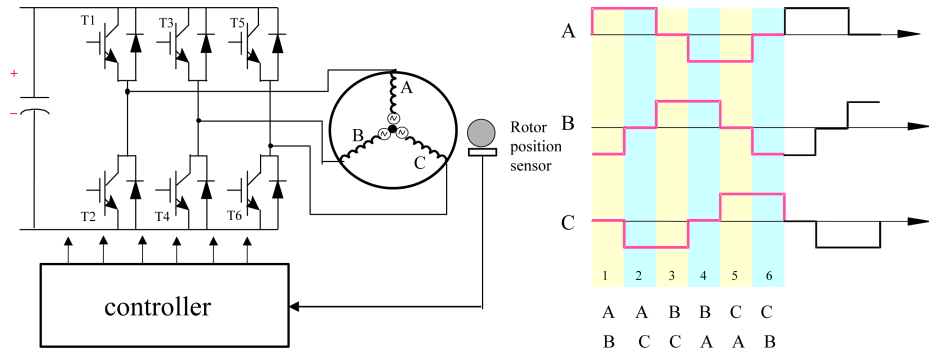 T1 T3 T5
+
−
T2 T4 T6
A
B
C
Rotor
position
sensor
controller
A
B
C
1 2 3 4 5 6
A A B B C C
B C C A A B